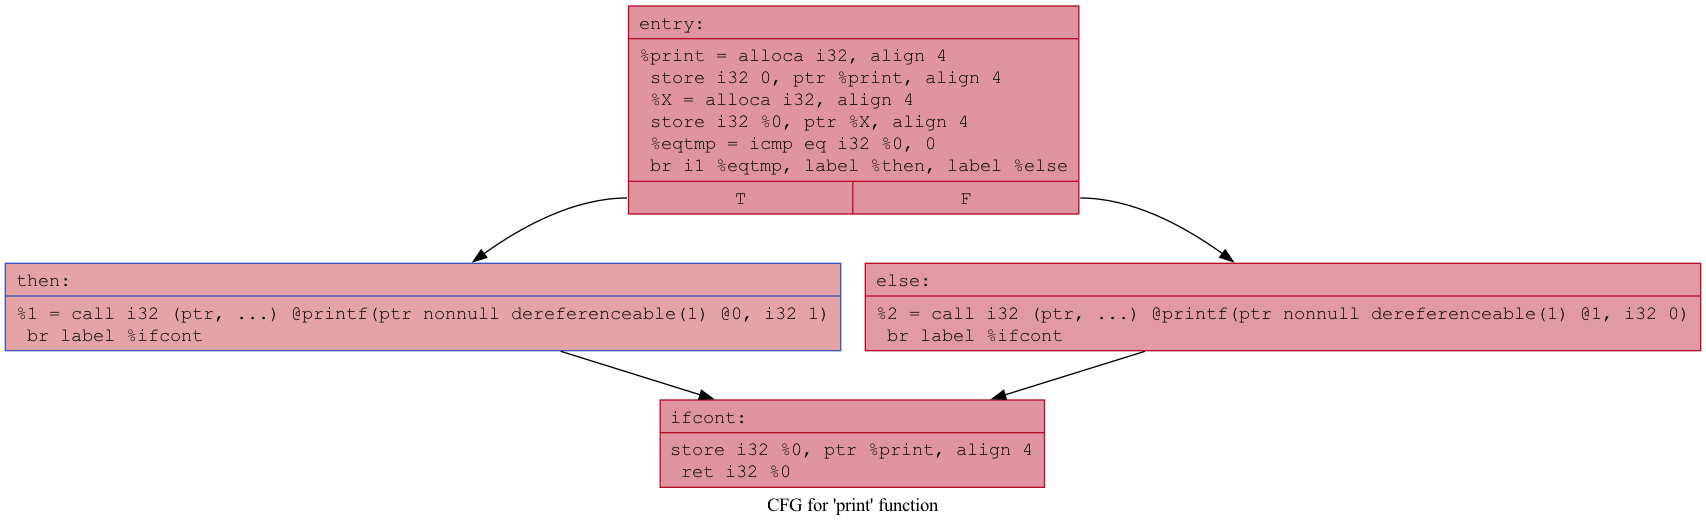 entry:
%print = alloca i32, align 4
store i32 0, ptr %print, align 4
%X = alloca i32, align 4
store i32 %0, ptr %X, align 4
%eqtmp = icmp eq i32 %0, 0
br i1 %eqtmp, label %then, label %else
T
F
then:
%1 = call i32 (ptr, ...) @printf(ptr nonnull dereferenceable(1) @0, i32 1)
br label %ifcont
else:
%2 = call i32 (ptr, ...) @printf(ptr nonnull dereferenceable(1) @1, i32 0)
br label %ifcont
ifcont:
store i32 %0, ptr %print, align 4
ret i32 %0
CFG for 'print' function